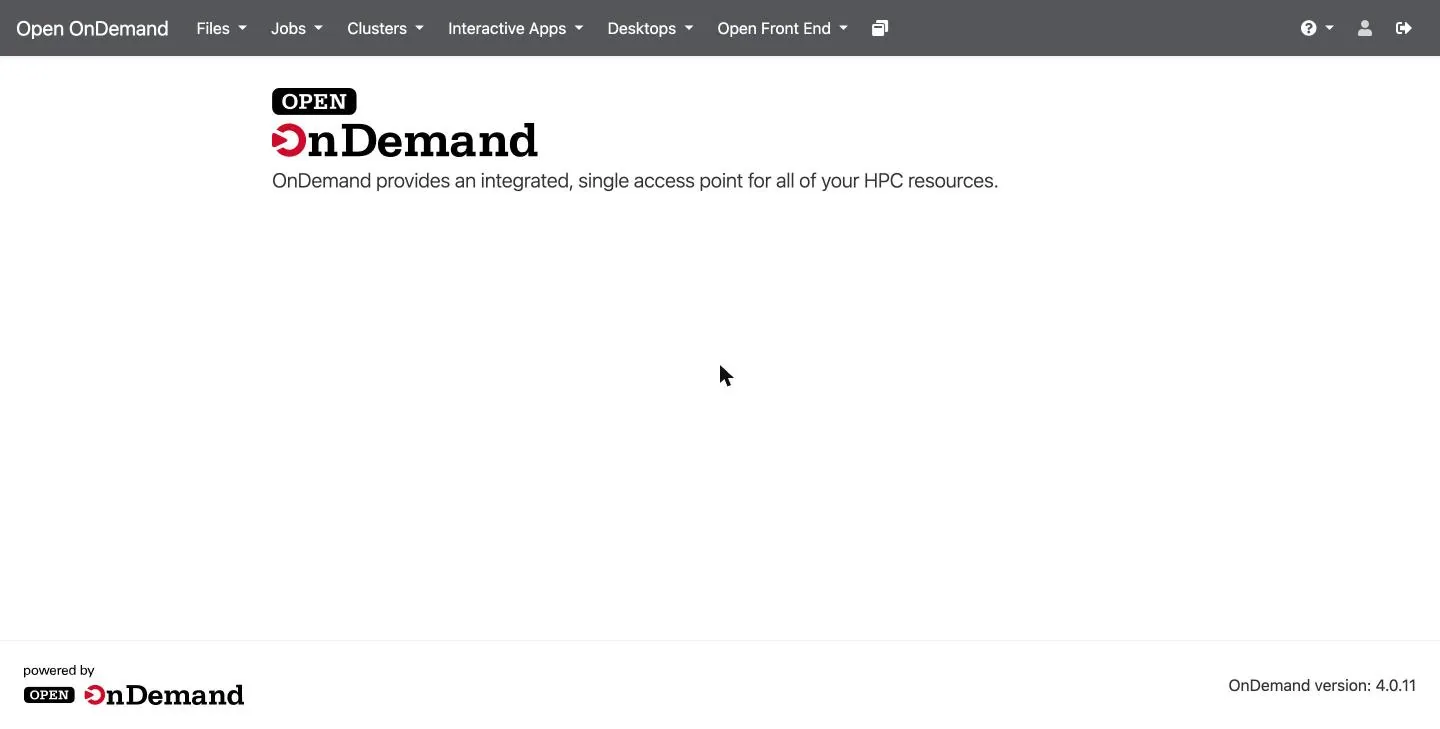 Open OnDemand Files Jobs Clusters Interactive Apps Desktops Open Front End
OPEN
OnDemand
OnDemand provides an integrated, single access point for all of your HPC resources.
powered by
OPEN OnDemand
OnDemand version: 4.0.11